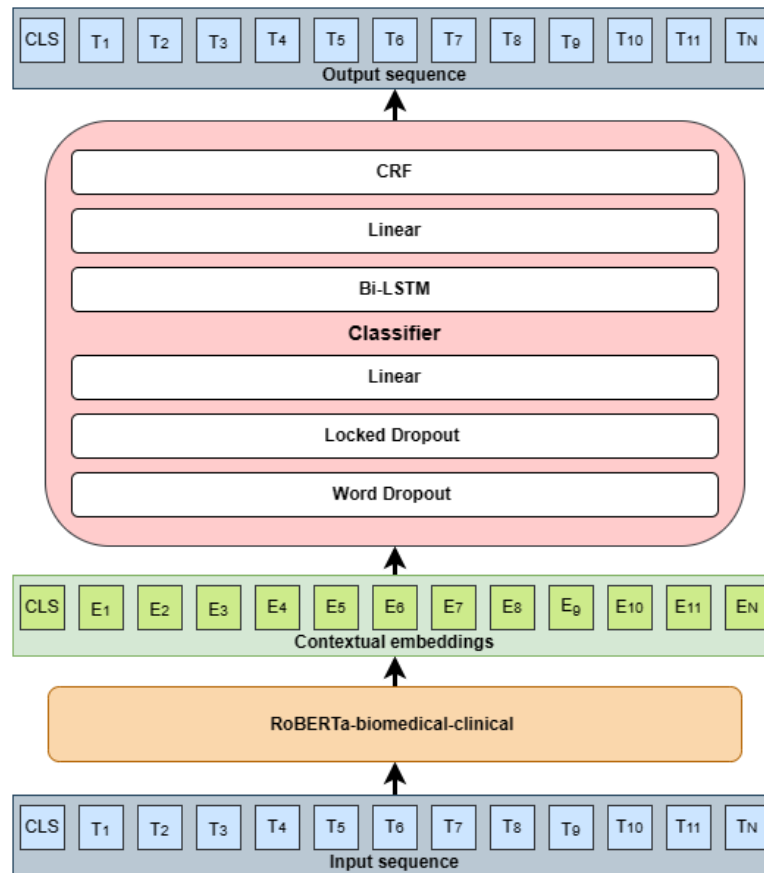 CLS T1 T2 T3 T4 T5 T6 T7 T8 T9 T10 T11 TN
Output sequence
CRF
Linear
Bi-LSTM
Classifier
Linear
Locked Dropout
Word Dropout
CLS E1 E2 E3 E4 E5 E6 E7 E8 E9 E10 E11 EN
Contextual embeddings
RoBERTa-biomedical-clinical
CLS T1 T2 T3 T4 T5 T6 T7 T8 T9 T10 T11 TN
Input sequence